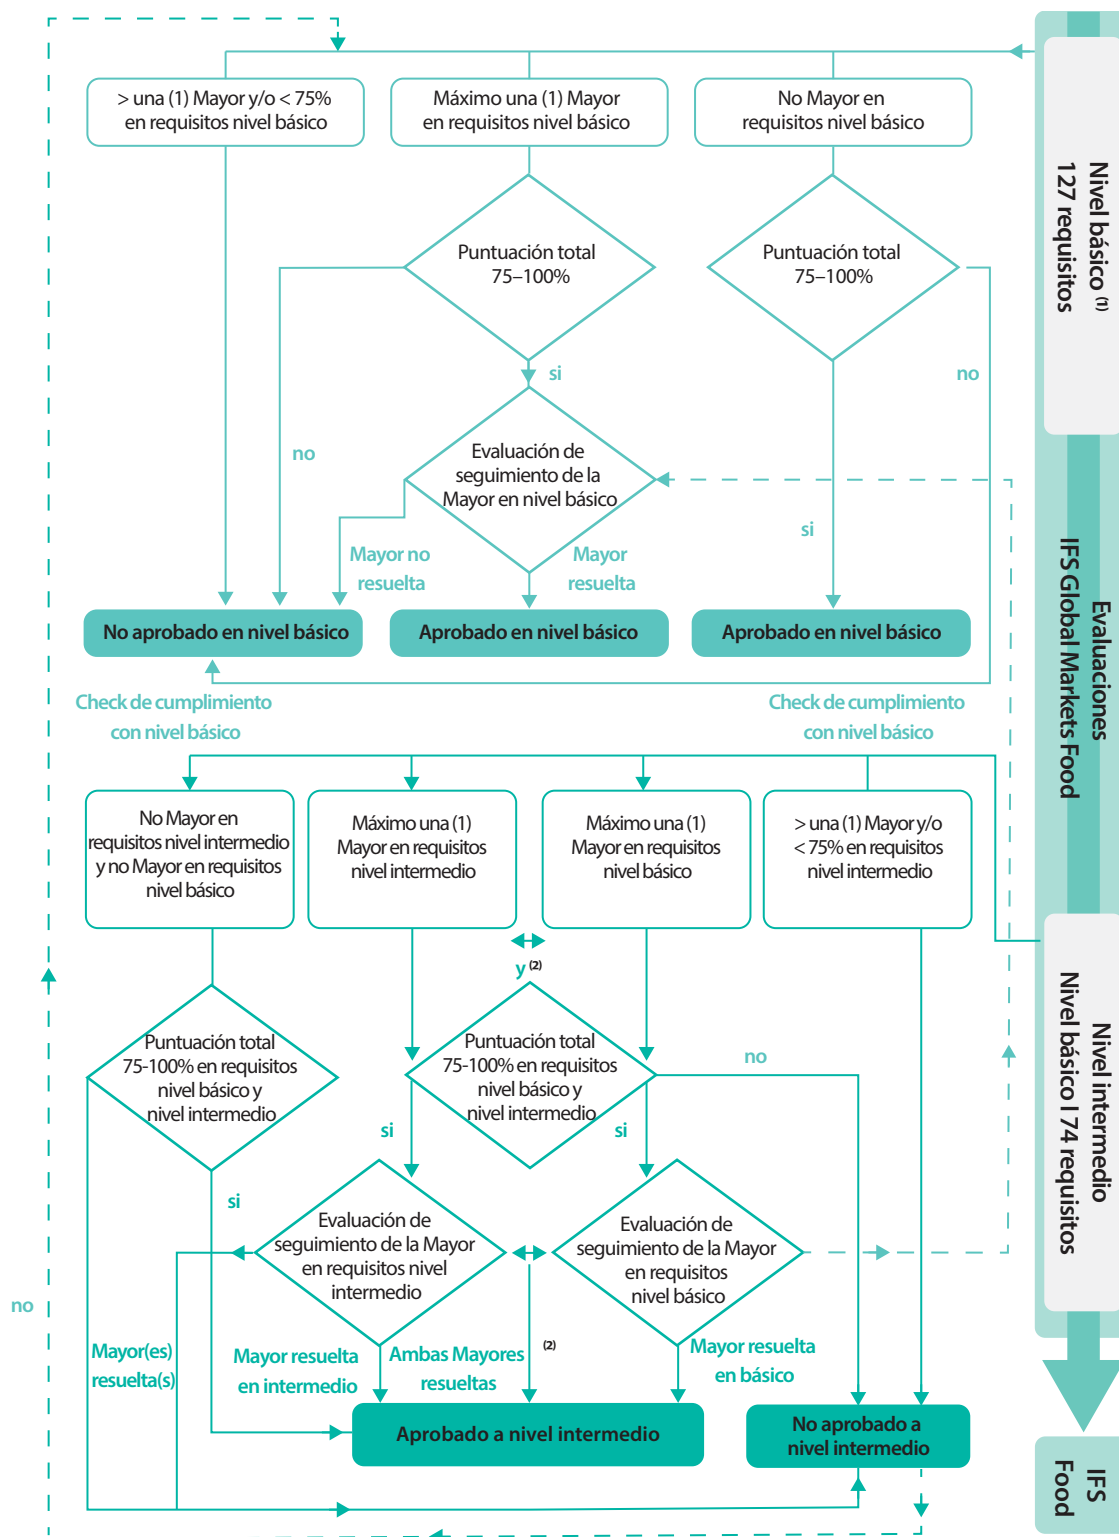 > una (1) Mayor y/o < 75%
en requisitos nivel básico
Máximo una (1) Mayor
en requisitos nivel básico
No Mayor en
requisitos nivel básico
Puntuación total
75–100%
Puntuación total
75–100%
si
no
no
Evaluación de
seguimiento de la
Mayor en nivel básico
si
Mayor no
resuelta
Mayor
resuelta
No aprobado en nivel básico
Aprobado en nivel básico
Aprobado en nivel básico
Check de cumplimiento
con nivel básico
Check de cumplimiento
con nivel básico
No Mayor en
requisitos nivel intermedio
y no Mayor en requisitos
nivel básico
Máximo una (1)
Mayor en requisitos
nivel intermedio
Máximo una (1)
Mayor en requisitos
nivel básico
> una (1) Mayor y/o
< 75% en requisitos
nivel intermedio
y (2)
Puntuación total
75-100% en requisitos
nivel básico y
nivel intermedio
Puntuación total
75-100% en requisitos
nivel básico y
nivel intermedio
no
si
si
si
Evaluación de
seguimiento de la Mayor
en requisitos nivel
intermedio
Evaluación de
seguimiento de la Mayor
en requisitos
nivel básico
no
Mayor(es)
resuelta(s)
Mayor resuelta
en intermedio
Ambas Mayores
resueltas
(2)
Mayor resuelta
en básico
Aprobado a nivel intermedio
No aprobado a
nivel intermedio
Nivel básico (1)
127 requisitos
Evaluaciones
IFS Global Markets Food
Nivel intermedio
Nivel básico I 74 requisitos
IFS
Food